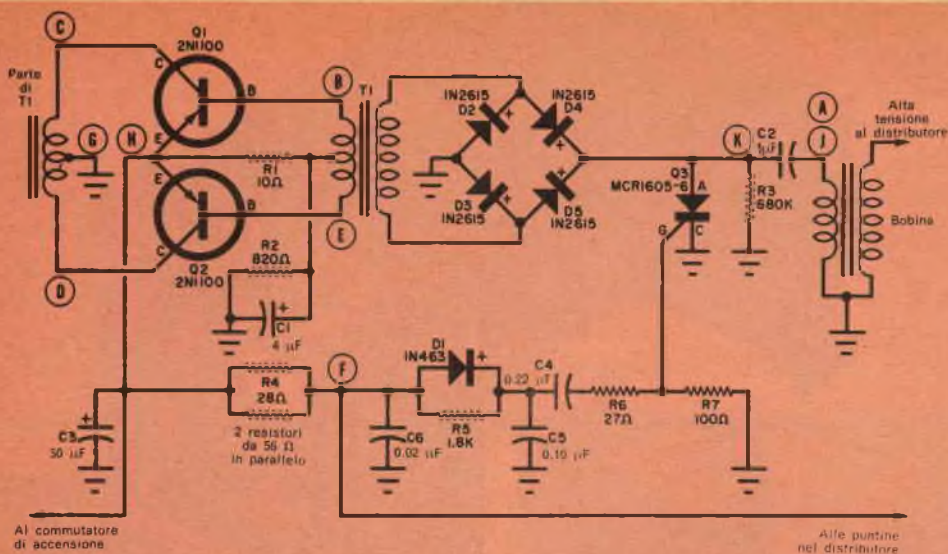 C
Q1
2N1100
Parte
di
T1
C
B
B
T1
G
H
E
R1
10Ω
E
B
E
C
Q2
2N1100
D
R2
820Ω
+
C1
4 µF
IN2615
D2
+
IN2615
D4
+
D3
IN2615
+
D5
IN2615
+
Q3
MCR1605-6
A
G
C
K
C2
1µF
R3
680K
A
J
Alta
tensione
al distributore
Bobina
+
C3
50 µF
R4
28Ω
2 resistori
da 56 Ω
in parallelo
F
D1
IN463
+
R5
1.8K
C6
0.02 µF
C4
0.22 µF
C5
0.10 µF
R6
27Ω
R7
100Ω
Al commutatore
di accensione
Alle puntine
nel distributore